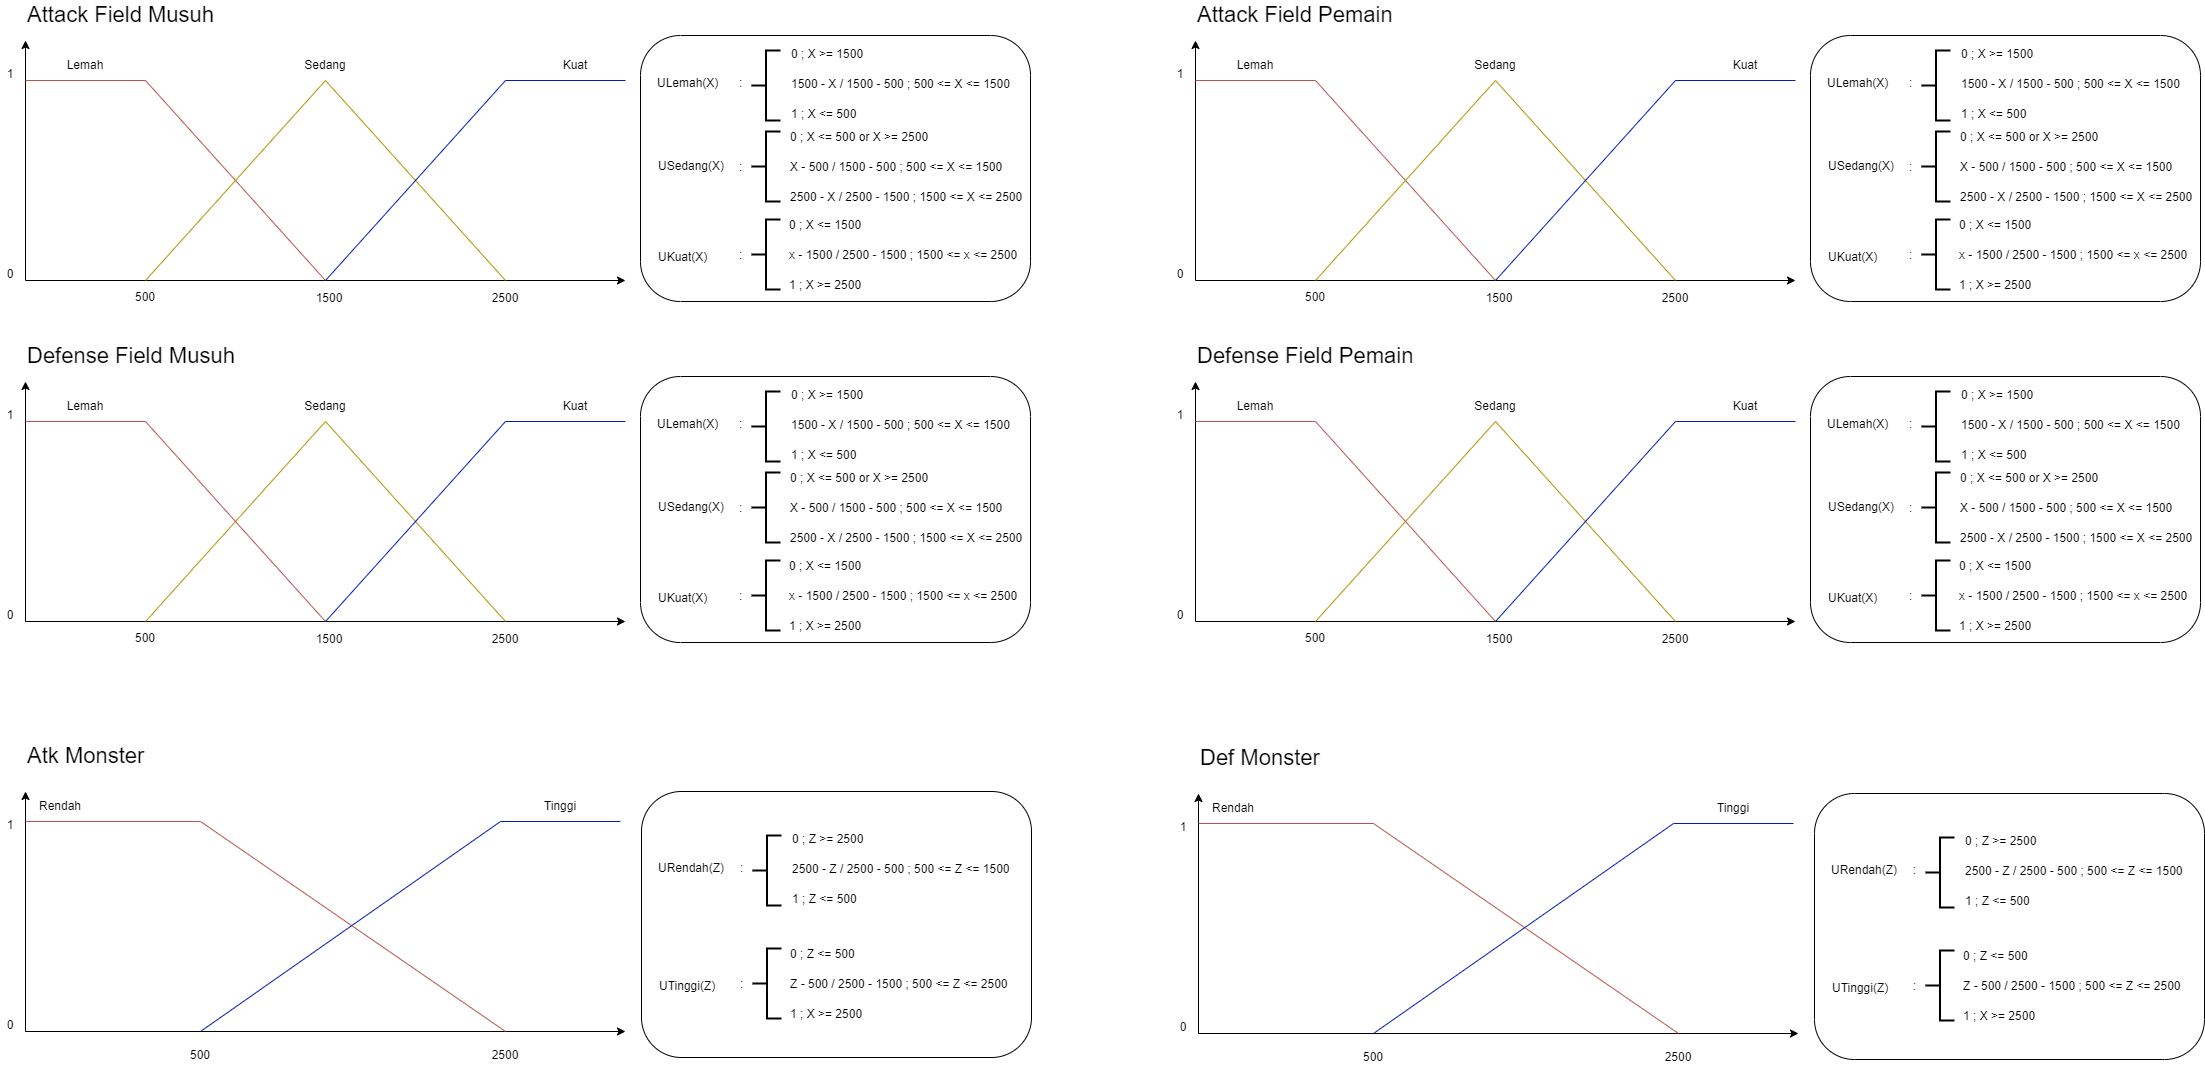 Attack Field Musuh
1
0
Lemah
Sedang
Kuat
500
1500
2500
ULemah(X) :
0 ; X >= 1500
1500 - X / 1500 - 500 ; 500 <= X <= 1500
1 ; X <= 500
USedang(X) :
0 ; X <= 500 or X >= 2500
X - 500 / 1500 - 500 ; 500 <= X <= 1500
2500 - X / 2500 - 1500 ; 1500 <= X <= 2500
UKuat(X) :
0 ; X <= 1500
x - 1500 / 2500 - 1500 ; 1500 <= x <= 2500
1 ; X >= 2500
Attack Field Pemain
1
0
Lemah
Sedang
Kuat
500
1500
2500
ULemah(X) :
0 ; X >= 1500
1500 - X / 1500 - 500 ; 500 <= X <= 1500
1 ; X <= 500
USedang(X) :
0 ; X <= 500 or X >= 2500
X - 500 / 1500 - 500 ; 500 <= X <= 1500
2500 - X / 2500 - 1500 ; 1500 <= X <= 2500
UKuat(X) :
0 ; X <= 1500
x - 1500 / 2500 - 1500 ; 1500 <= x <= 2500
1 ; X >= 2500
Defense Field Musuh
1
0
Lemah
Sedang
Kuat
500
1500
2500
ULemah(X) :
0 ; X >= 1500
1500 - X / 1500 - 500 ; 500 <= X <= 1500
1 ; X <= 500
USedang(X) :
0 ; X <= 500 or X >= 2500
X - 500 / 1500 - 500 ; 500 <= X <= 1500
2500 - X / 2500 - 1500 ; 1500 <= X <= 2500
UKuat(X) :
0 ; X <= 1500
x - 1500 / 2500 - 1500 ; 1500 <= x <= 2500
1 ; X >= 2500
Defense Field Pemain
1
0
Lemah
Sedang
Kuat
500
1500
2500
ULemah(X) :
0 ; X >= 1500
1500 - X / 1500 - 500 ; 500 <= X <= 1500
1 ; X <= 500
USedang(X) :
0 ; X <= 500 or X >= 2500
X - 500 / 1500 - 500 ; 500 <= X <= 1500
2500 - X / 2500 - 1500 ; 1500 <= X <= 2500
UKuat(X) :
0 ; X <= 1500
x - 1500 / 2500 - 1500 ; 1500 <= x <= 2500
1 ; X >= 2500
Atk Monster
1
0
Rendah
Tinggi
500
2500
URendah(Z) :
0 ; Z >= 2500
2500 - Z / 2500 - 500 ; 500 <= Z <= 1500
1 ; Z <= 500
UTinggi(Z) :
0 ; Z <= 500
Z - 500 / 2500 - 1500 ; 500 <= Z <= 2500
1 ; X >= 2500
Def Monster
1
0
Rendah
Tinggi
500
2500
URendah(Z) :
0 ; Z >= 2500
2500 - Z / 2500 - 500 ; 500 <= Z <= 1500
1 ; Z <= 500
UTinggi(Z) :
0 ; Z <= 500
Z - 500 / 2500 - 1500 ; 500 <= Z <= 2500
1 ; X >= 2500